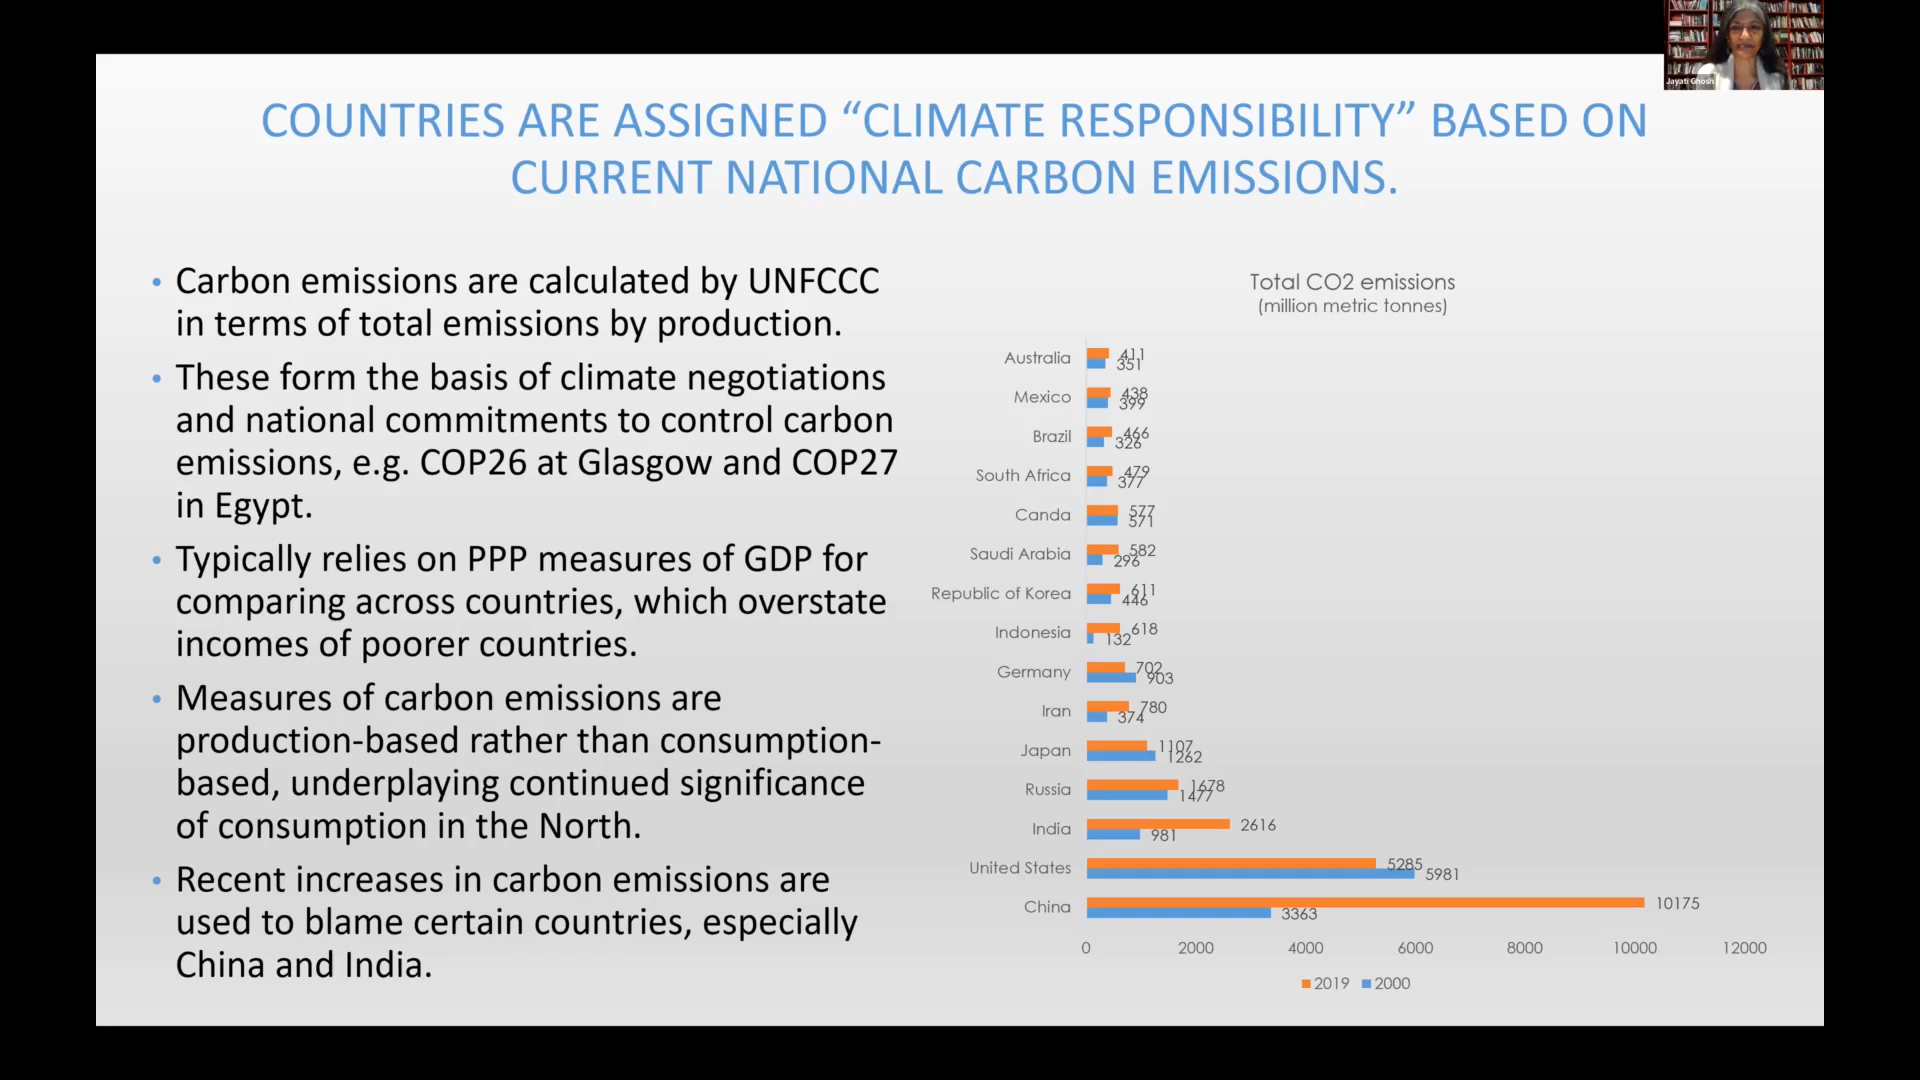 Jayati Ghosh
COUNTRIES ARE ASSIGNED “CLIMATE RESPONSIBILITY” BASED ON
CURRENT NATIONAL CARBON EMISSIONS.
• Carbon emissions are calculated by UNFCCC
in terms of total emissions by production.
• These form the basis of climate negotiations
and national commitments to control carbon
emissions, e.g. COP26 at Glasgow and COP27
in Egypt.
• Typically relies on PPP measures of GDP for
comparing across countries, which overstate
incomes of poorer countries.
• Measures of carbon emissions are
production-based rather than consumption-
based, underplaying continued significance
of consumption in the North.
• Recent increases in carbon emissions are
used to blame certain countries, especially
China and India.
Total CO2 emissions
(million metric tonnes)
Australia 411
351
Mexico 438
399
Brazil 466
326
South Africa 479
377
Canda 577
571
Saudi Arabia 582
296
Republic of Korea 611
446
Indonesia 618
132
Germany 702
903
Iran 780
374
Japan 1107
1262
Russia 1678
1477
India 2616
981
United States 5285
5981
China 10175
3363
0 2000 4000 6000 8000 10000 12000
2019 2000